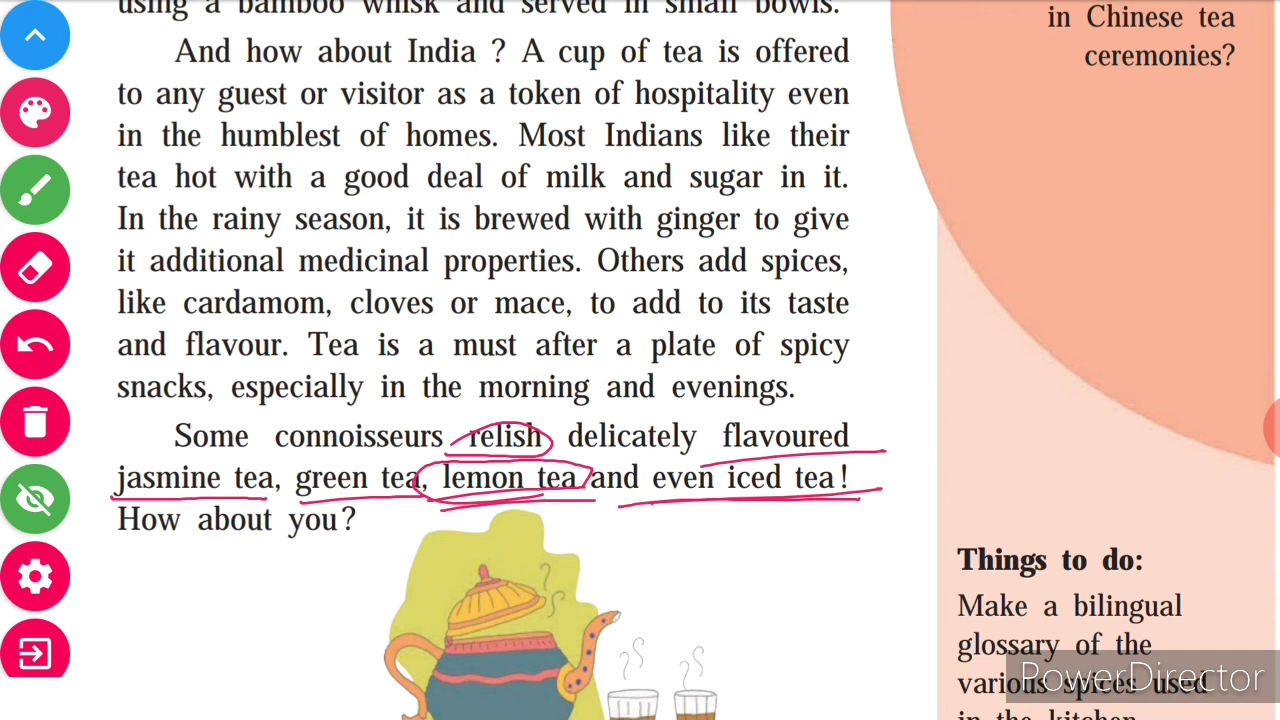 using a bamboo whisk and served in small bowls.
And how about India ? A cup of tea is offered
to any guest or visitor as a token of hospitality even
in the humblest of homes. Most Indians like their
tea hot with a good deal of milk and sugar in it.
In the rainy season, it is brewed with ginger to give
it additional medicinal properties. Others add spices,
like cardamom, cloves or mace, to add to its taste
and flavour. Tea is a must after a plate of spicy
snacks, especially in the morning and evenings.
Some connoisseurs relish delicately flavoured
jasmine tea, green tea, lemon tea and even iced tea!
How about you?
in Chinese tea
ceremonies?
Things to do:
Make a bilingual
glossary of the
various spices used
in the kitchen
PowerDirector